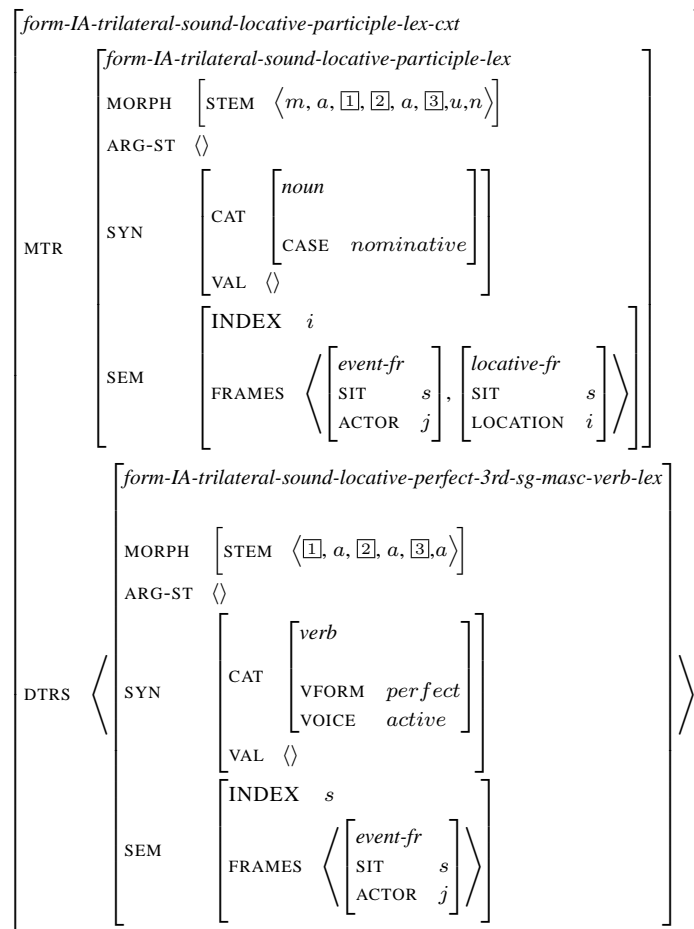 form-IA-trilateral-sound-locative-participle-lex-cxt
form-IA-trilateral-sound-locative-participle-lex
MORPH [STEM ⟨m, a, 1, 2, a, 3,u,n⟩]
ARG-ST ⟨⟩
noun
CAT
SYN
CASE nominative
MTR
VAL ⟨⟩
INDEX i
event-fr locative-fr
SEM
FRAMES ⟨[SIT s], [SIT s]⟩
ACTOR j LOCATION i
form-IA-trilateral-sound-locative-perfect-3rd-sg-masc-verb-lex
MORPH [STEM ⟨1, a, 2, a, 3,a⟩]
ARG-ST ⟨⟩
verb
CAT
SYN VFORM perfect
DTRS
VOICE active
VAL ⟨⟩
INDEX s
event-fr
SEM
FRAMES ⟨[SIT s]⟩
ACTOR j